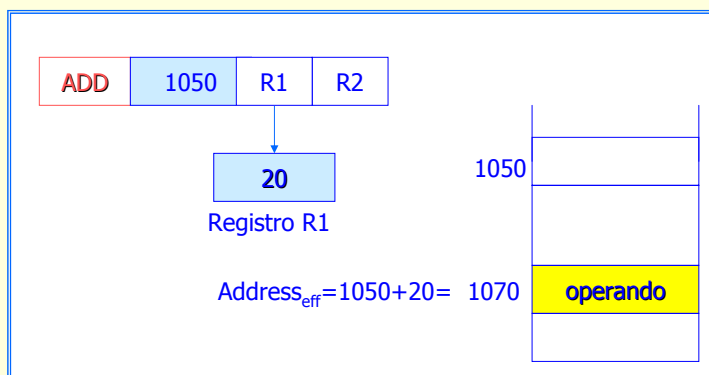 ADD 1050 R1 R2
20
1050
Registro R1
Address_eff=1050+20= 1070 operando